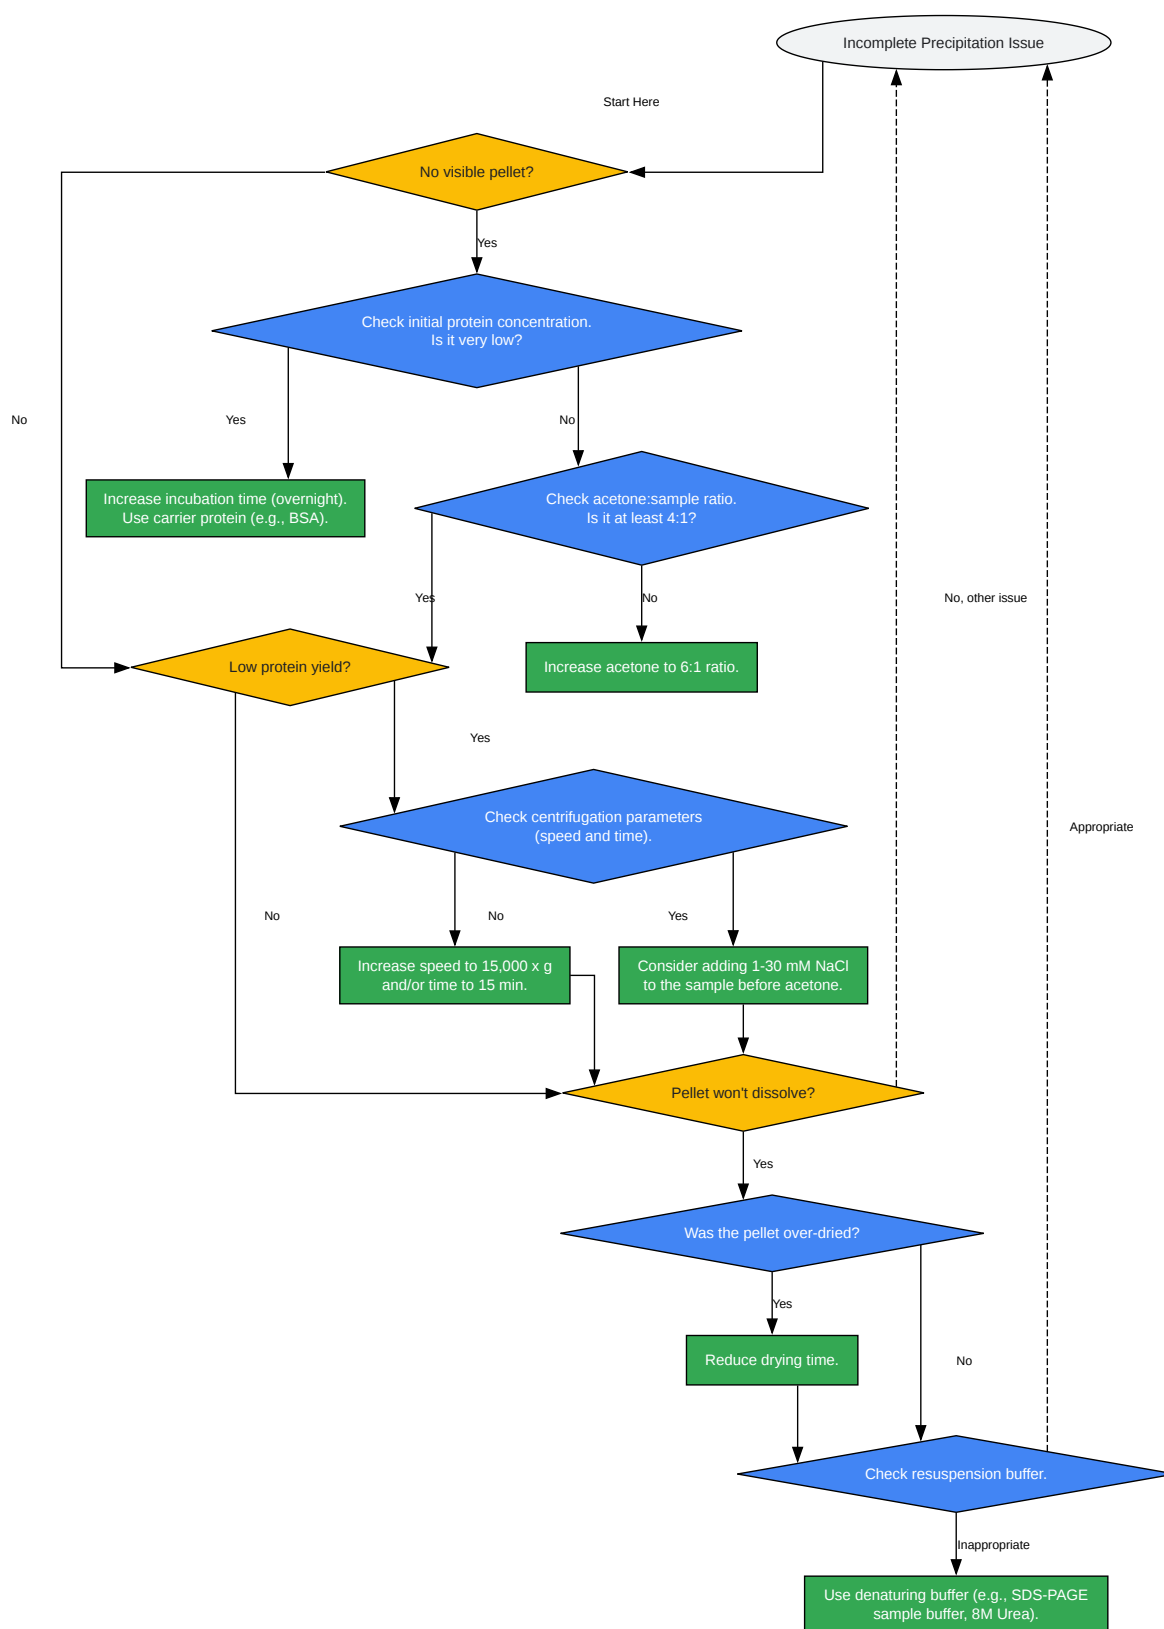 Incomplete Precipitation Issue
Start Here
No visible pellet?
Yes
Check initial protein concentration.
Is it very low?
No
Yes
No
Increase incubation time (overnight).
Use carrier protein (e.g., BSA).
Check acetone:sample ratio.
Is it at least 4:1?
Yes
No
No, other issue
Low protein yield?
Increase acetone to 6:1 ratio.
Yes
Check centrifugation parameters
(speed and time).
Appropriate
No
No
Yes
Increase speed to 15,000 x g
and/or time to 15 min.
Consider adding 1-30 mM NaCl
to the sample before acetone.
Pellet won't dissolve?
Yes
Was the pellet over-dried?
Yes
Reduce drying time.
No
Check resuspension buffer.
Inappropriate
Use denaturing buffer (e.g., SDS-PAGE
sample buffer, 8M Urea).